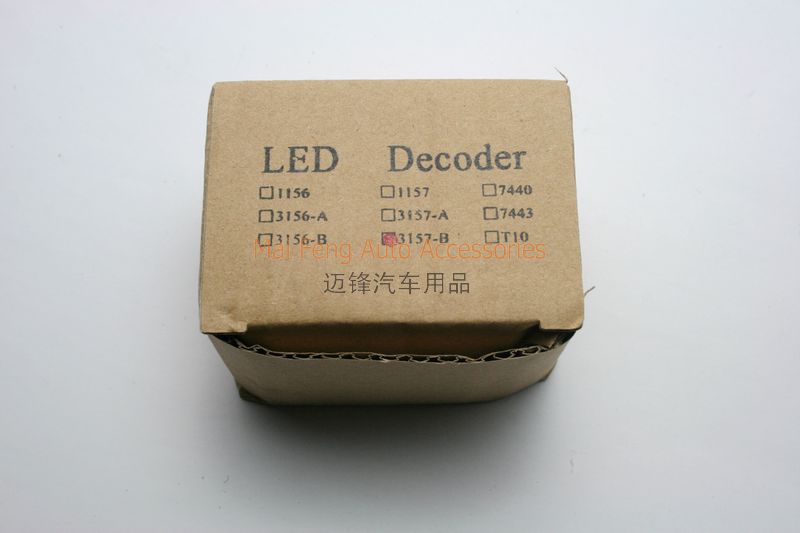 LED Decoder
1156 1157 7440
3156-A 3157-A 7443
3156-B 3157-B T10
Mai Feng Auto Accessories
迈锋汽车用品